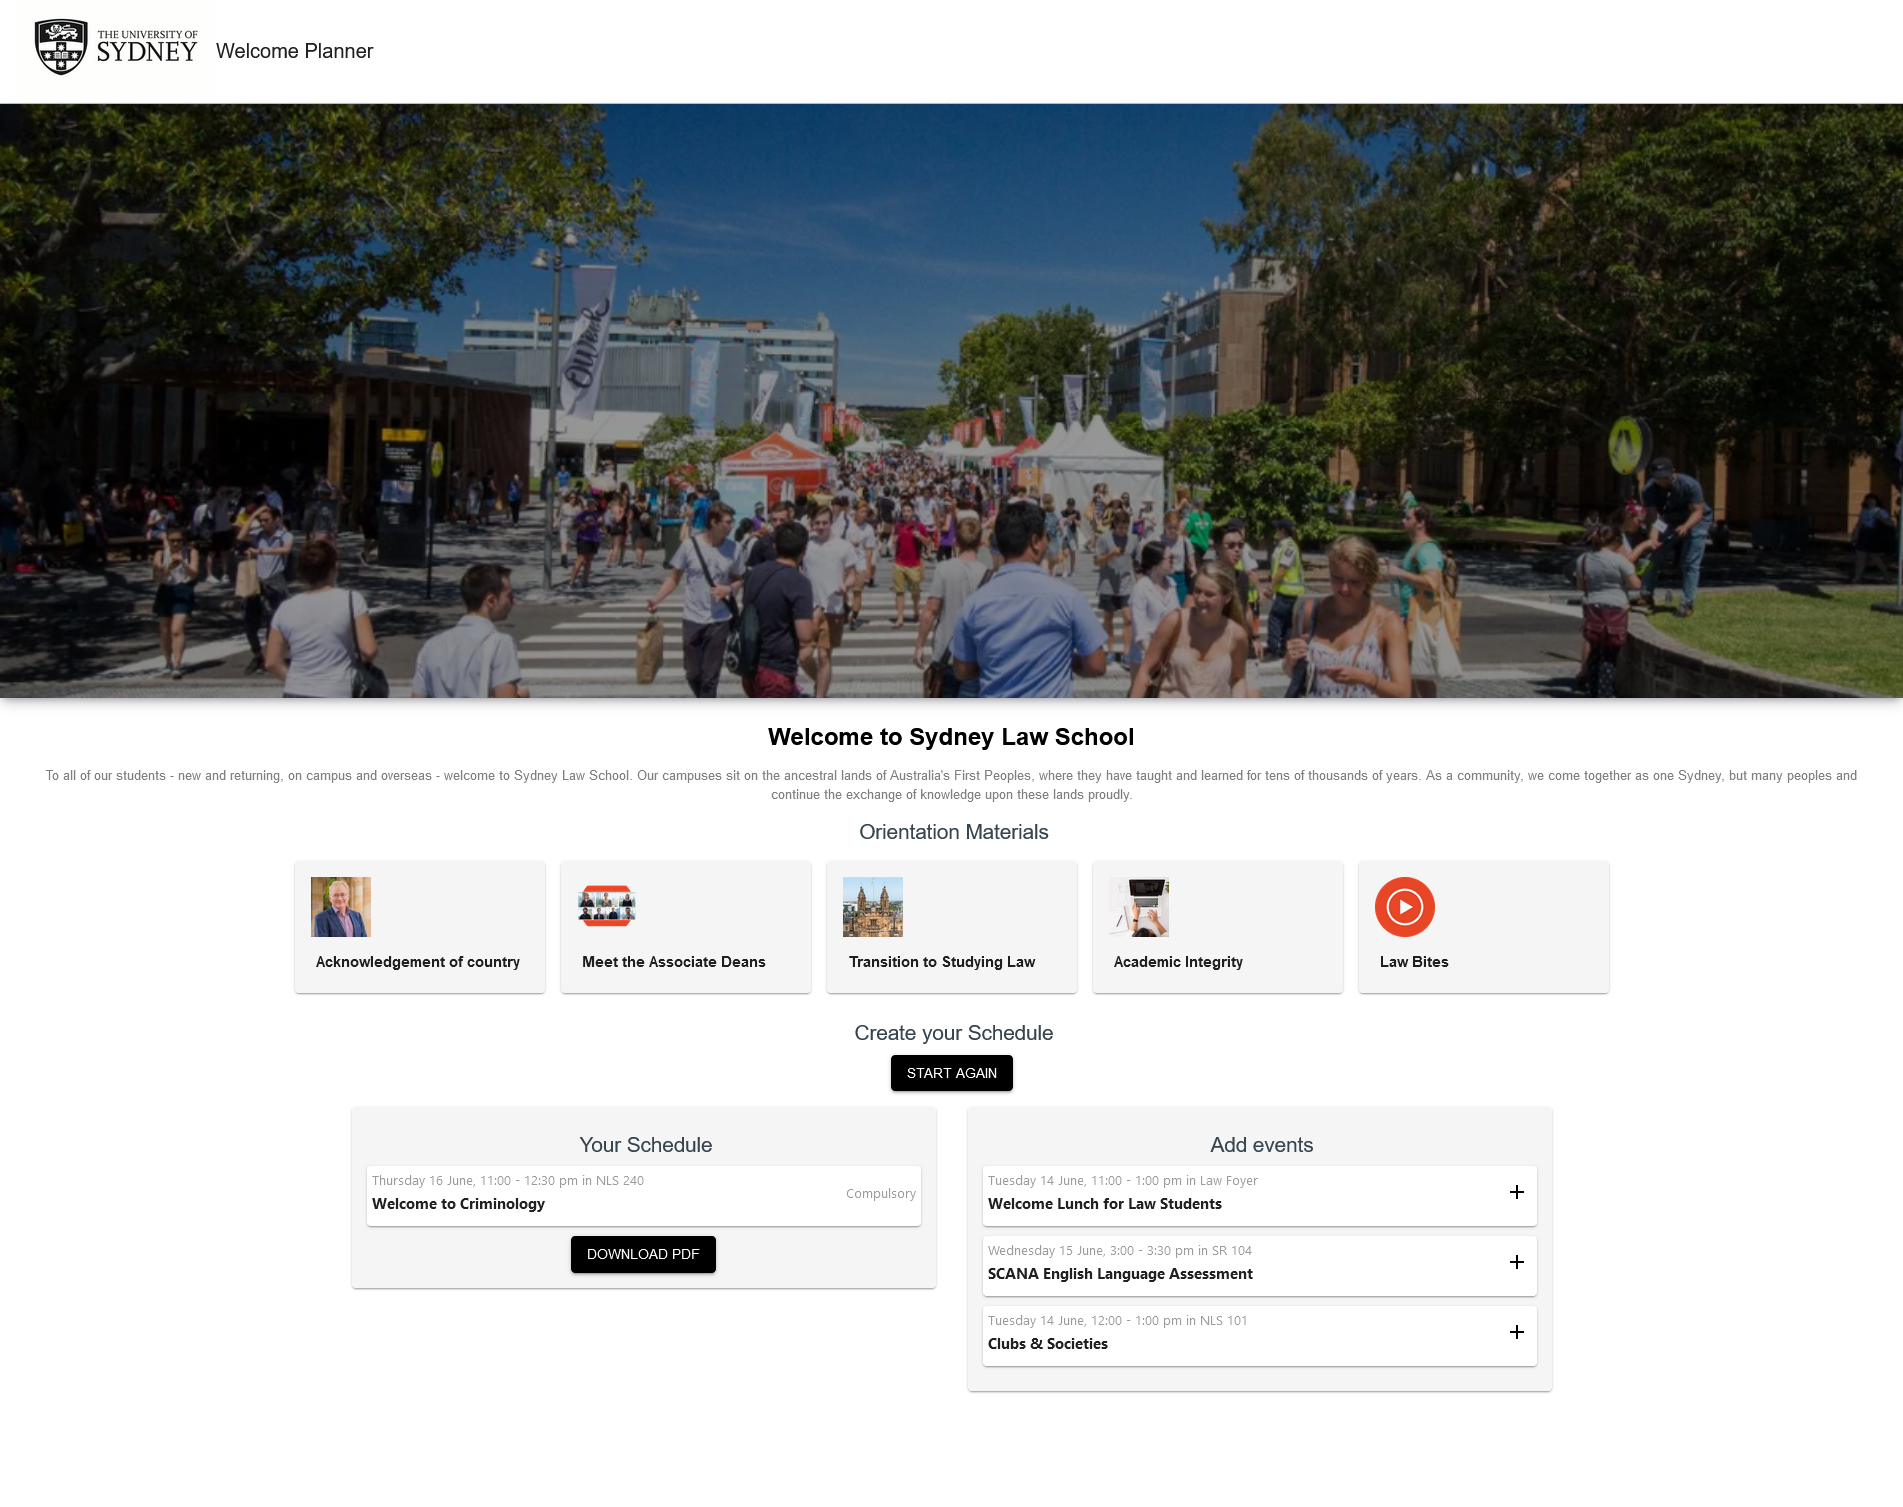 THE UNIVERSITY OF
SYDNEY
Welcome Planner
OWeek
Welcome to Sydney Law School
To all of our students - new and returning, on campus and overseas - welcome to Sydney Law School. Our campuses sit on the ancestral lands of Australia's First Peoples, where they have taught and learned for tens of thousands of years. As a community, we come together as one Sydney, but many peoples and
continue the exchange of knowledge upon these lands proudly.
Orientation Materials
Acknowledgement of country
Meet the Associate Deans
Transition to Studying Law
Academic Integrity
Law Bites
Create your Schedule
START AGAIN
Your Schedule
Thursday 16 June, 11:00 - 12:30 pm in NLS 240
Welcome to Criminology
Compulsory
DOWNLOAD PDF
Add events
Tuesday 14 June, 11:00 - 1:00 pm in Law Foyer
Welcome Lunch for Law Students
Wednesday 15 June, 3:00 - 3:30 pm in SR 104
SCANA English Language Assessment
Tuesday 14 June, 12:00 - 1:00 pm in NLS 101
Clubs & Societies